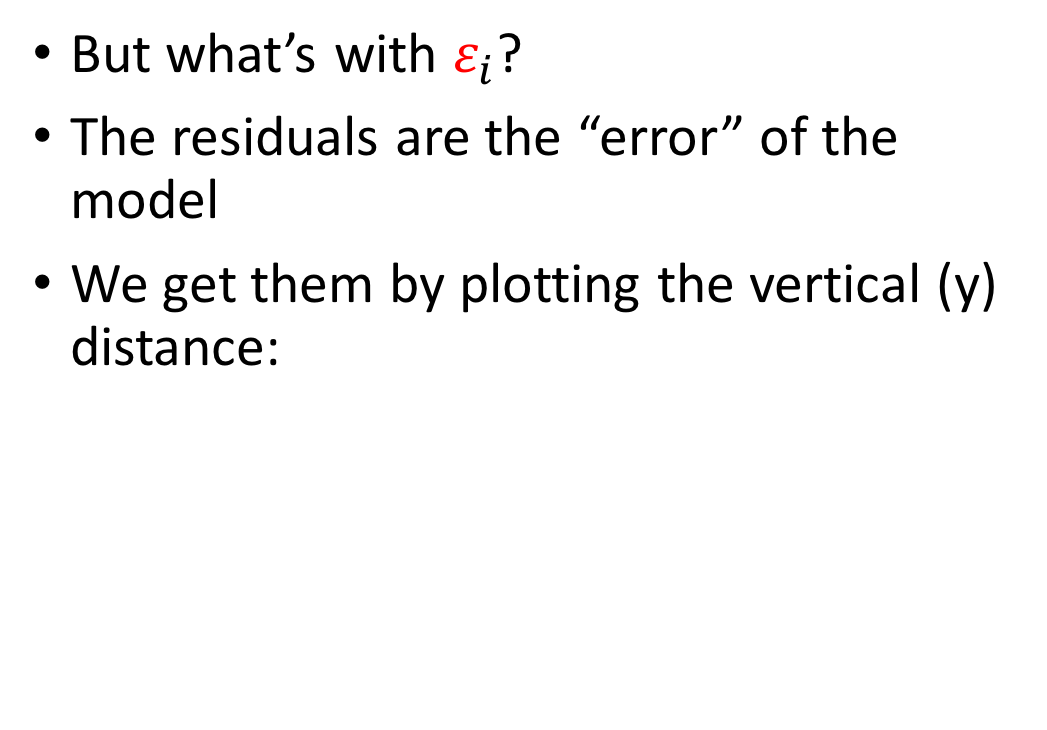 • But what’s with εᵢ?
• The residuals are the “error” of the
model
• We get them by plotting the vertical (y)
distance: